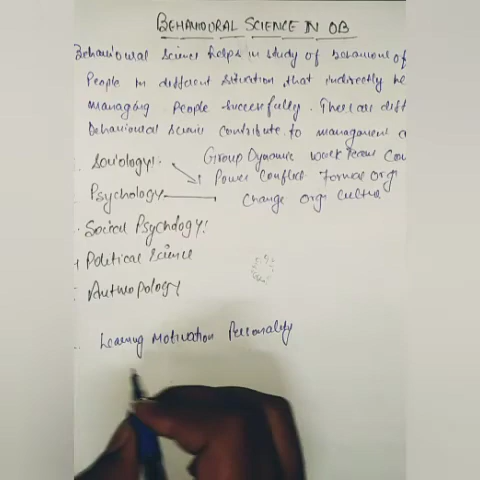 BEHAVIOURAL SCIENCE IN OB
Behavioural science helps in study of behaviour of
People in different situation, that indirectly he
managing People successfully. There are diff
Behavioural science contribute to management a
Sociology: Group Dynamic work team Con
Power Conflict Formal org
Psychology change org Cultur
Social Psychology:
Political Science
Anthropology
Learning Motivation Personality